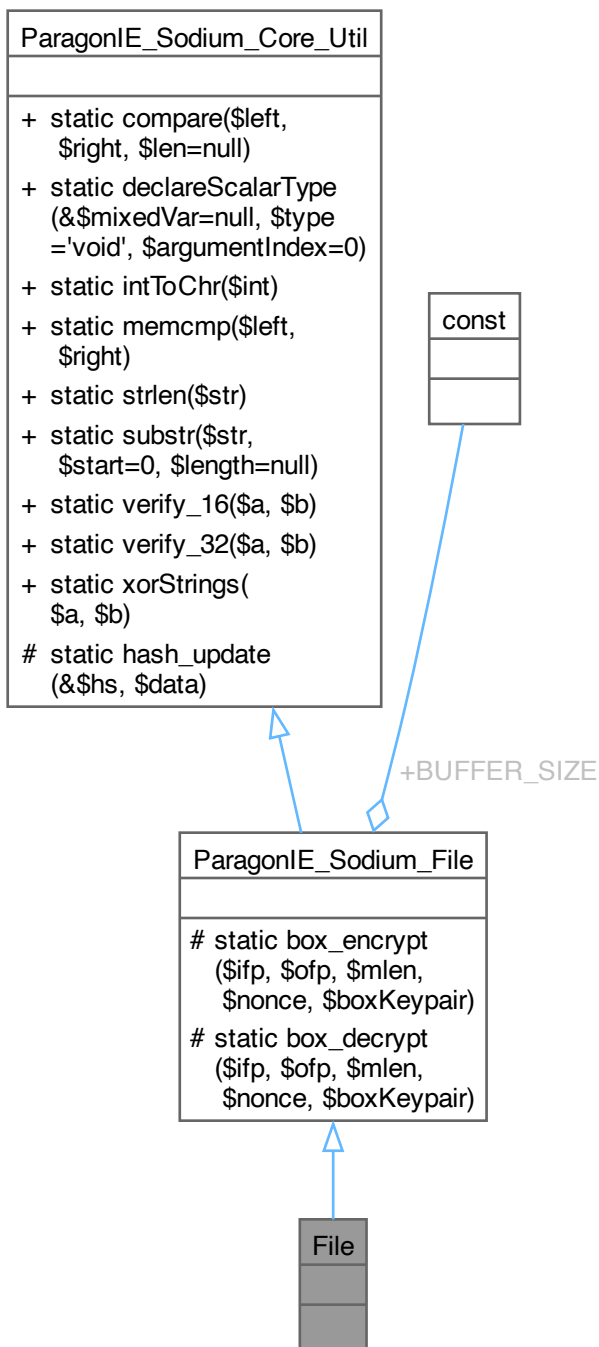 ParagonIE_Sodium_Core_Util
+ static compare($left,
$right, $len=null)
+ static declareScalarType
(&$mixedVar=null, $type
='void', $argumentIndex=0)
+ static intToChr($int)
+ static memcmp($left,
$right)
+ static strlen($str)
+ static substr($str,
$start=0, $length=null)
+ static verify_16($a, $b)
+ static verify_32($a, $b)
+ static xorStrings(
$a, $b)
# static hash_update
(&$hs, $data)
const
+BUFFER_SIZE
ParagonIE_Sodium_File
# static box_encrypt
($ifp, $ofp, $mlen,
$nonce, $boxKeypair)
# static box_decrypt
($ifp, $ofp, $mlen,
$nonce, $boxKeypair)
File